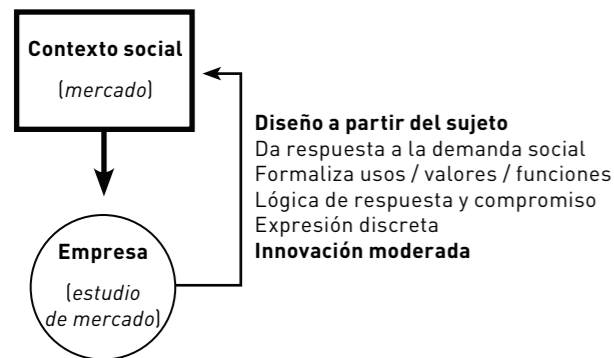 Contexto social
(mercado)
Diseño a partir del sujeto
Da respuesta a la demanda social
Formaliza usos / valores / funciones
Lógica de respuesta y compromiso
Expresión discreta
Innovación moderada
Empresa
(estudio
de mercado)